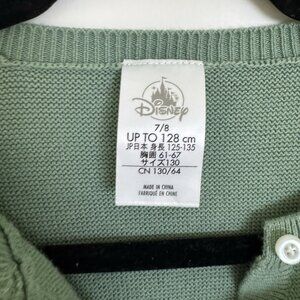 Disney
7/8
UP TO 128 cm
JP日本 身長 125-135
胸囲 61-67
サイズ130
CN 130/64
MADE IN CHINA
FABRIQUÉ EN CHINE